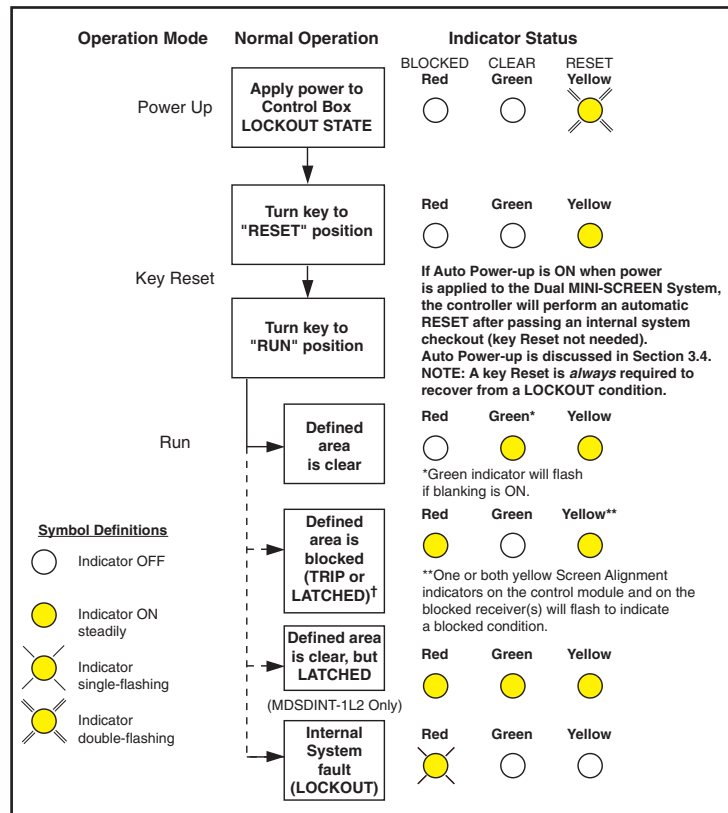 Operation Mode Normal Operation Indicator Status
BLOCKED CLEAR RESET
Red Green Yellow
Power Up
Apply power to
Control Box
LOCKOUT STATE
Turn key to
"RESET" position
Red Green Yellow
Key Reset
Turn key to
"RUN" position
If Auto Power-up is ON when power
is applied to the Dual MINI-SCREEN System,
the controller will perform an automatic
RESET after passing an internal system
checkout (key Reset not needed).
Auto Power-up is discussed in Section 3.4.
NOTE: A key Reset is always required to
recover from a LOCKOUT condition.
Run
Defined
area
is clear
Red Green* Yellow
*Green indicator will flash
if blanking is ON.
Defined
area is
blocked
(TRIP or
LATCHED)†
Red Green Yellow**
**One or both yellow Screen Alignment
indicators on the control module and on the
blocked receiver(s) will flash to indicate
a blocked condition.
Defined area
is clear, but
LATCHED
(MDSDINT-1L2 Only)
Red Green Yellow
Internal
System
fault
(LOCKOUT)
Red Green Yellow
Symbol Definitions
Indicator OFF
Indicator ON
steadily
Indicator
single-flashing
Indicator
double-flashing